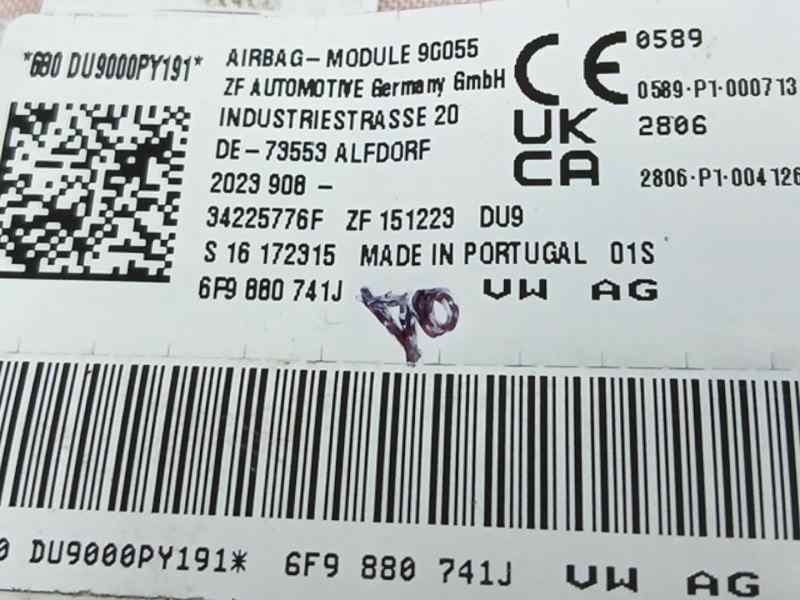 *680 DU9000PY191*
AIRBAG-MODULE 9G055
ZF AUTOMOTIVE Germany GmbH
INDUSTRIESTRASSE 20
DE-73553 ALFDORF
2023 908 -
34225776F ZF 151223 DU9
S 16 172315 MADE IN PORTUGAL 01S
6F9 880 741J VW AG
CE 0589
0589-P1-000713
UK 2806
CA 2806-P1-004126
0 DU9000PY191* 6F9 880 741J VW AG